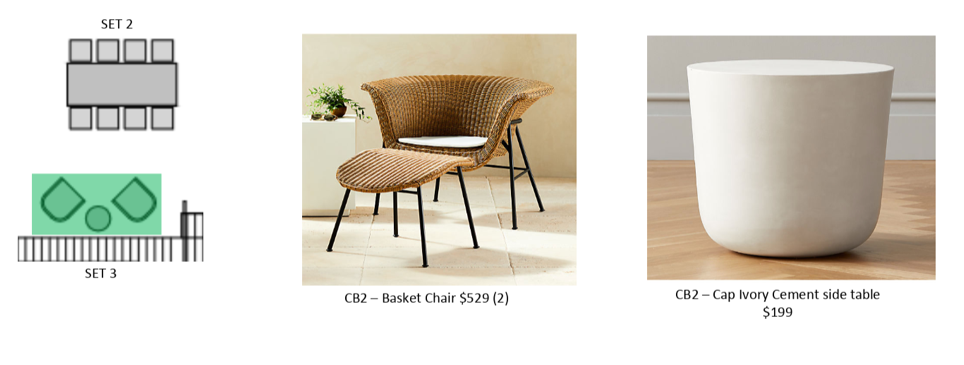 SET 2
SET 3
CB2 – Basket Chair $529 (2)
CB2 – Cap Ivory Cement side table
$199